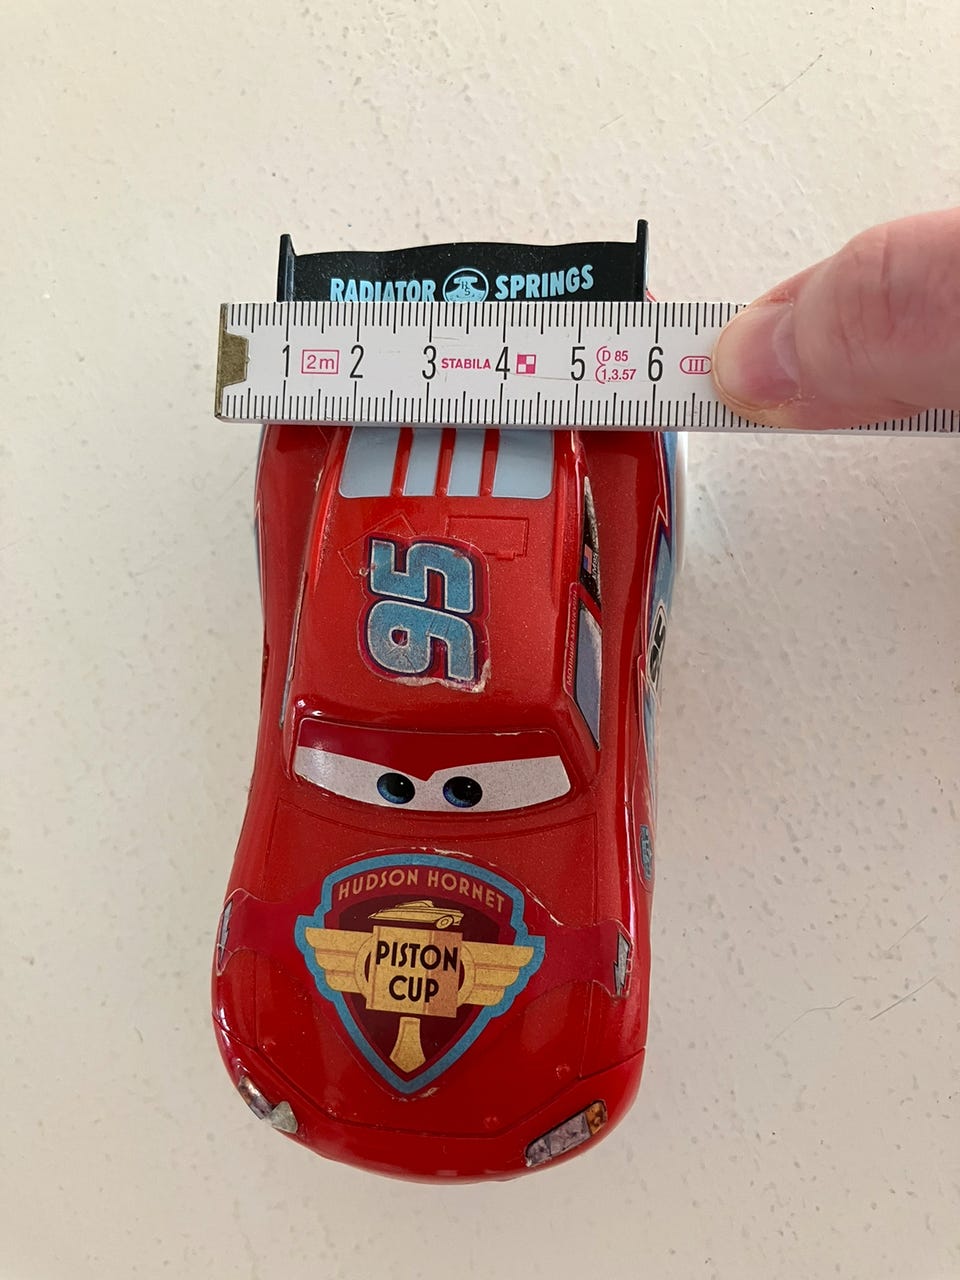 RADIATOR RS SPRINGS
1 2m 2 3 STABILA 4 5 D 85 6 III
1.3.57
95
HUDSON HORNET
PISTON
CUP